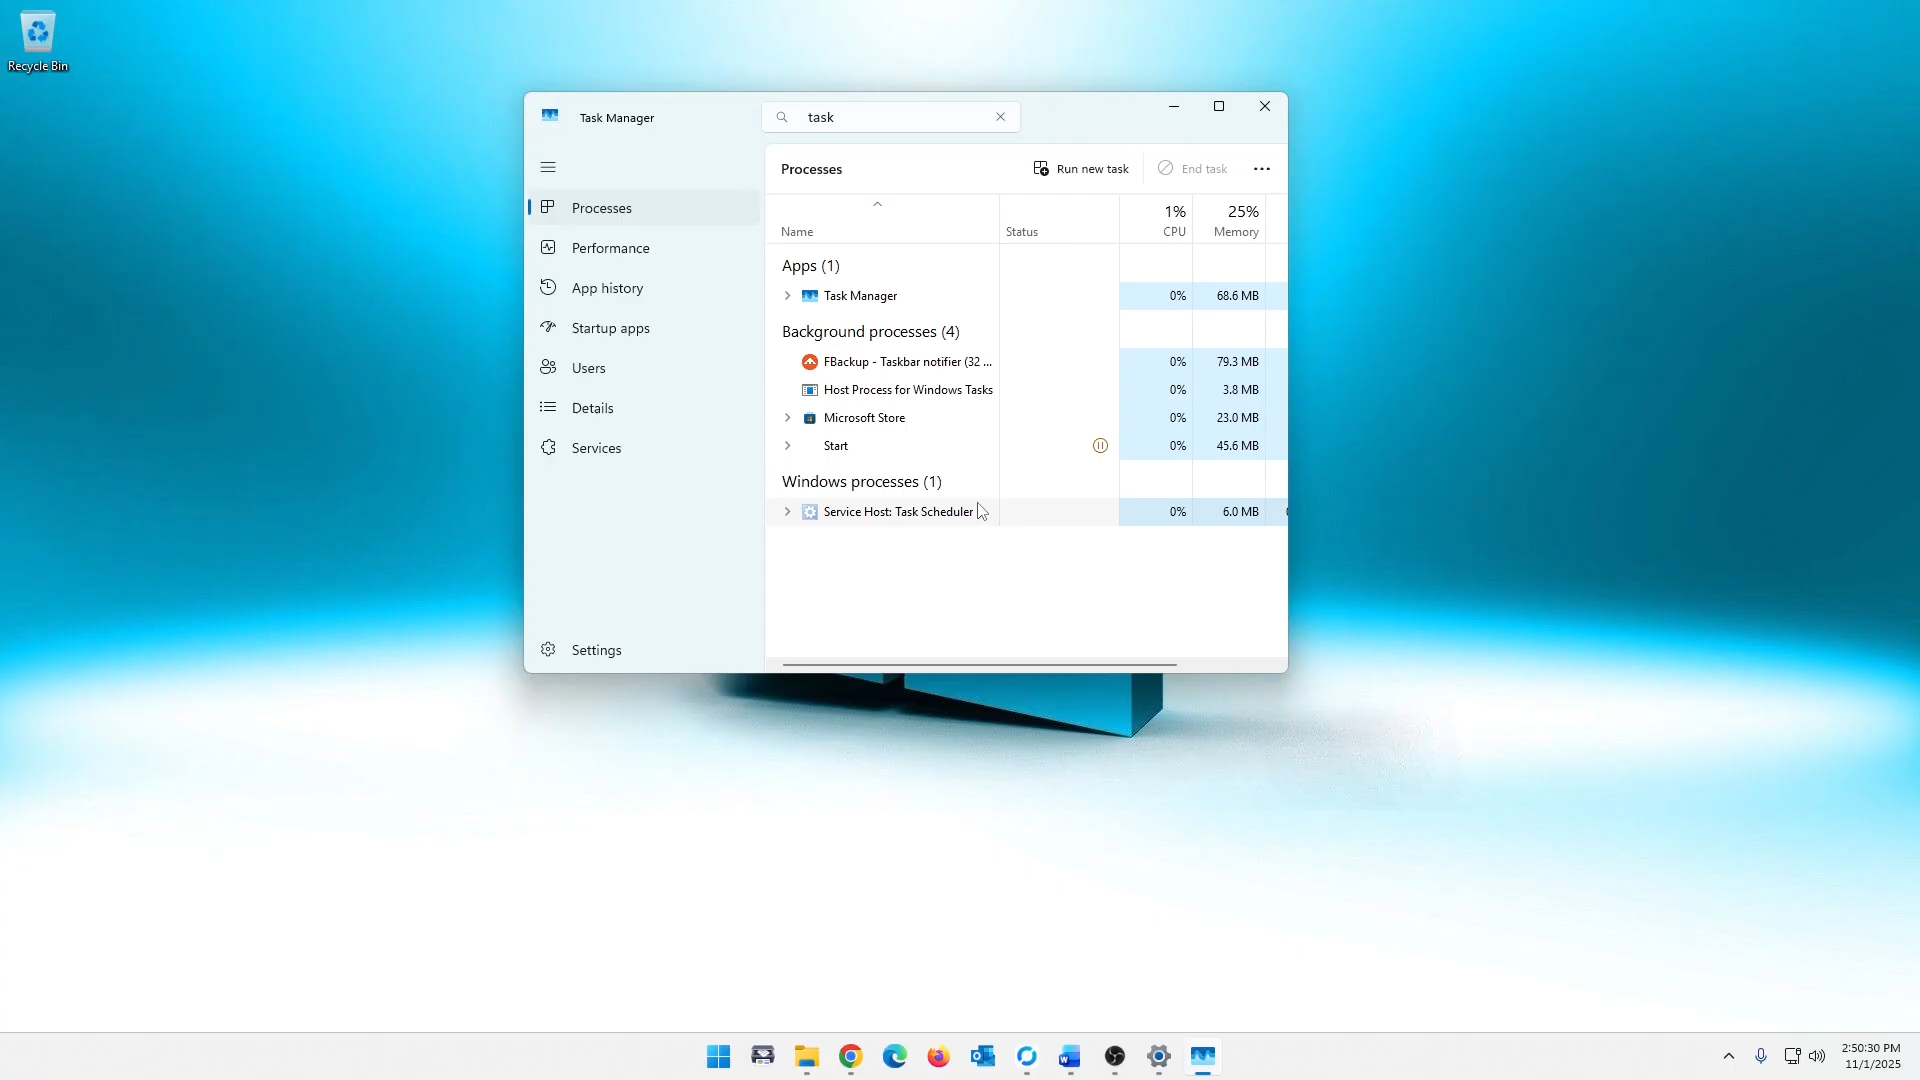 Recycle Bin
Task Manager
task
Processes
Run new task
End task
Processes
Performance
App history
Startup apps
Users
Details
Services
Settings
1% 25%
Name Status CPU Memory
Apps (1)
Task Manager 0% 68.6 MB
Background processes (4)
FBackup - Taskbar notifier (32 ... 0% 79.3 MB
Host Process for Windows Tasks 0% 3.8 MB
Microsoft Store 0% 23.0 MB
Start 0% 45.6 MB
Windows processes (1)
Service Host: Task Scheduler 0% 6.0 MB
2:50:30 PM
11/1/2025